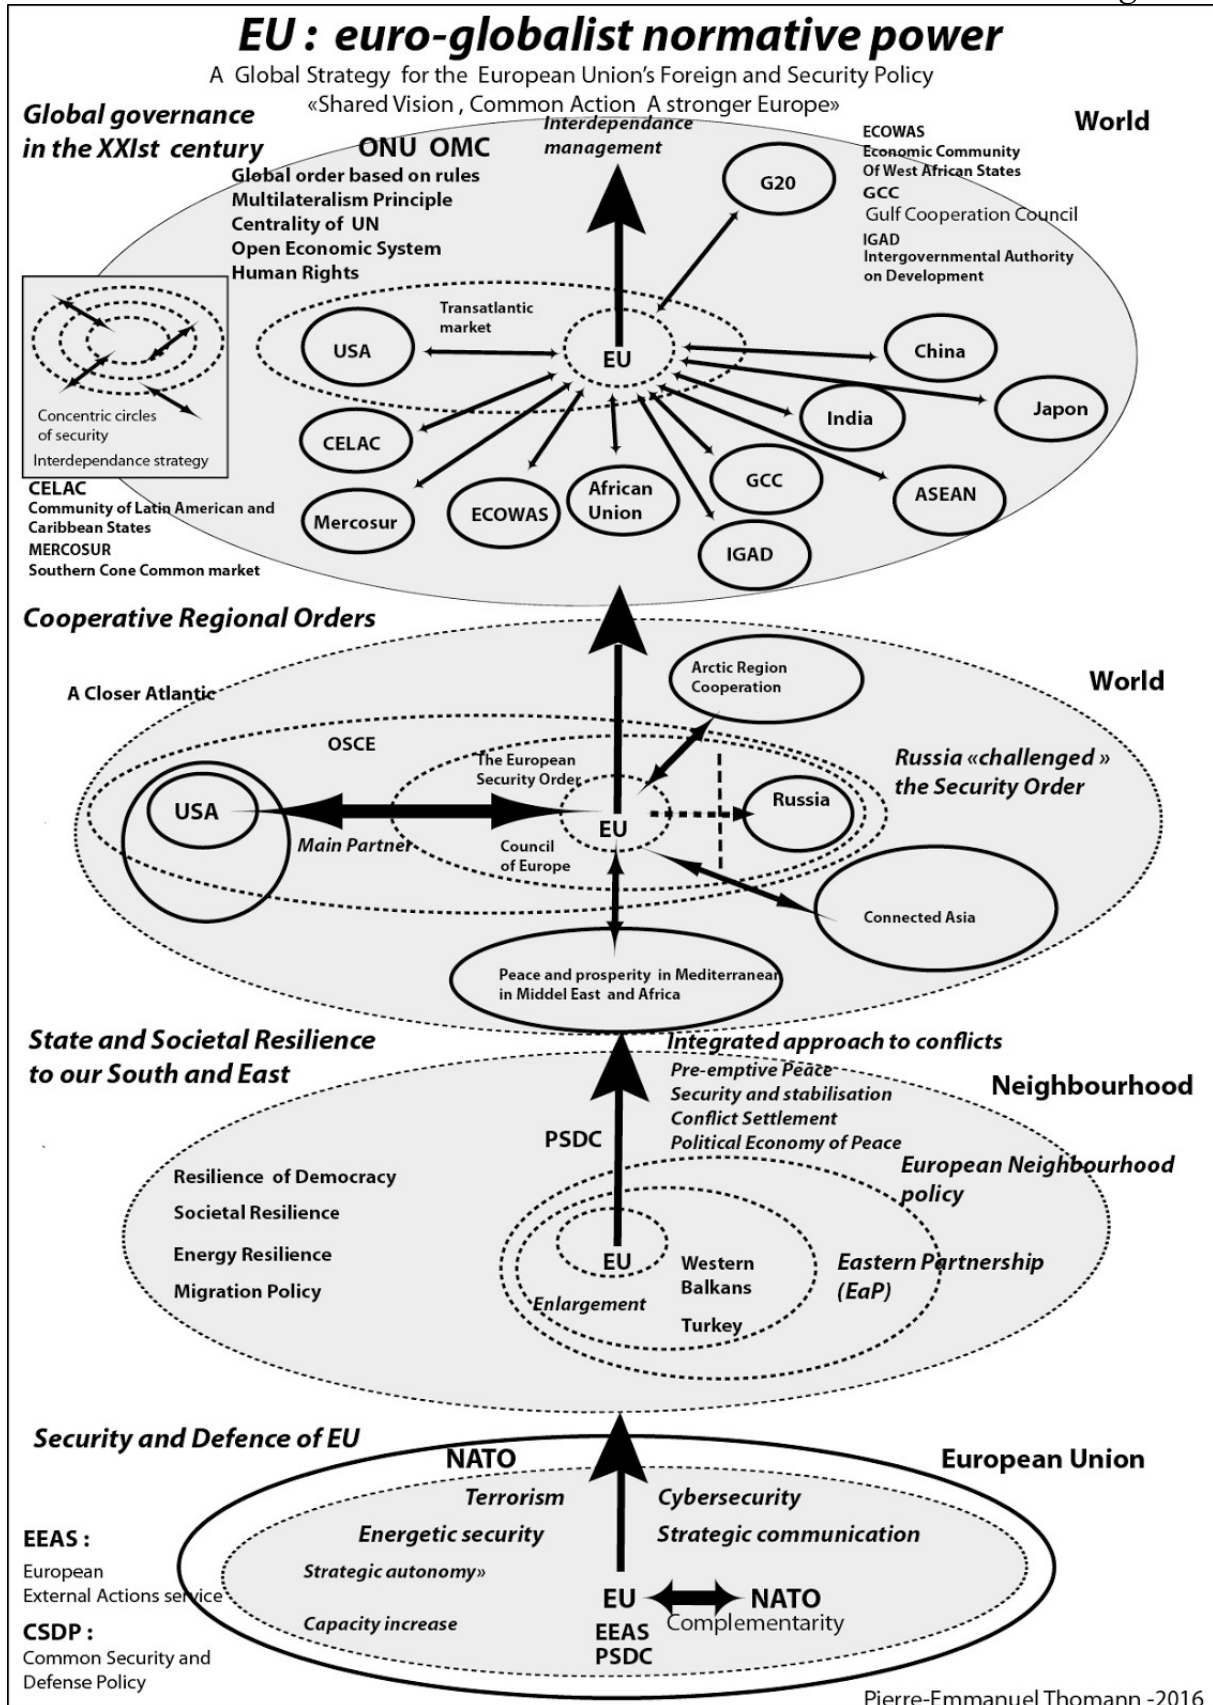 EU : euro-globalist normative power
A Global Strategy for the European Union's Foreign and Security Policy
«Shared Vision , Common Action A stronger Europe»
Global governance
in the XXIst century
Interdependance
management
World
ONU OMC
Global order based on rules
Multilateralism Principle
Centrality of UN
Open Economic System
Human Rights
G20
ECOWAS
Economic Community
Of West African States
GCC
Gulf Cooperation Council
IGAD
Intergovernmental Authority
on Development
Transatlantic
market
USA
EU
China
Japon
India
CELAC
GCC
ASEAN
Mercosur
ECOWAS
African
Union
IGAD
Concentric circles
of security
Interdependance strategy
CELAC
Community of Latin American and
Caribbean States
MERCOSUR
Southern Cone Common market
Cooperative Regional Orders
A Closer Atlantic
Arctic Region
Cooperation
World
OSCE
The European
Security Order
Russia «challenged »
the Security Order
USA
Main Partner
EU
Russia
Council
of Europe
Connected Asia
Peace and prosperity in Mediterranean
in Middel East and Africa
State and Societal Resilience
to our South and East
Integrated approach to conflicts
Pre-emptive Peace
Security and stabilisation
Conflict Settlement
Political Economy of Peace
Neighbourhood
PSDC
Resilience of Democracy
Societal Resilience
Energy Resilience
Migration Policy
European Neighbourhood
policy
EU
Western
Balkans
Turkey
Enlargement
Eastern Partnership
(EaP)
Security and Defence of EU
NATO
European Union
Terrorism
Cybersecurity
Energetic security
Strategic communication
Strategic autonomy»
Capacity increase
EU
NATO
Complementarity
EEAS
PSDC
EEAS :
European
External Actions service
CSDP :
Common Security and
Defense Policy
Pierre-Emmanuel Thomann -2016